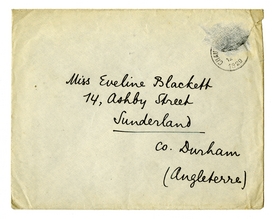 Miss Eveline Blackett
14, Ashby Street
Sunderland
Co. Durham
(Angleterre)